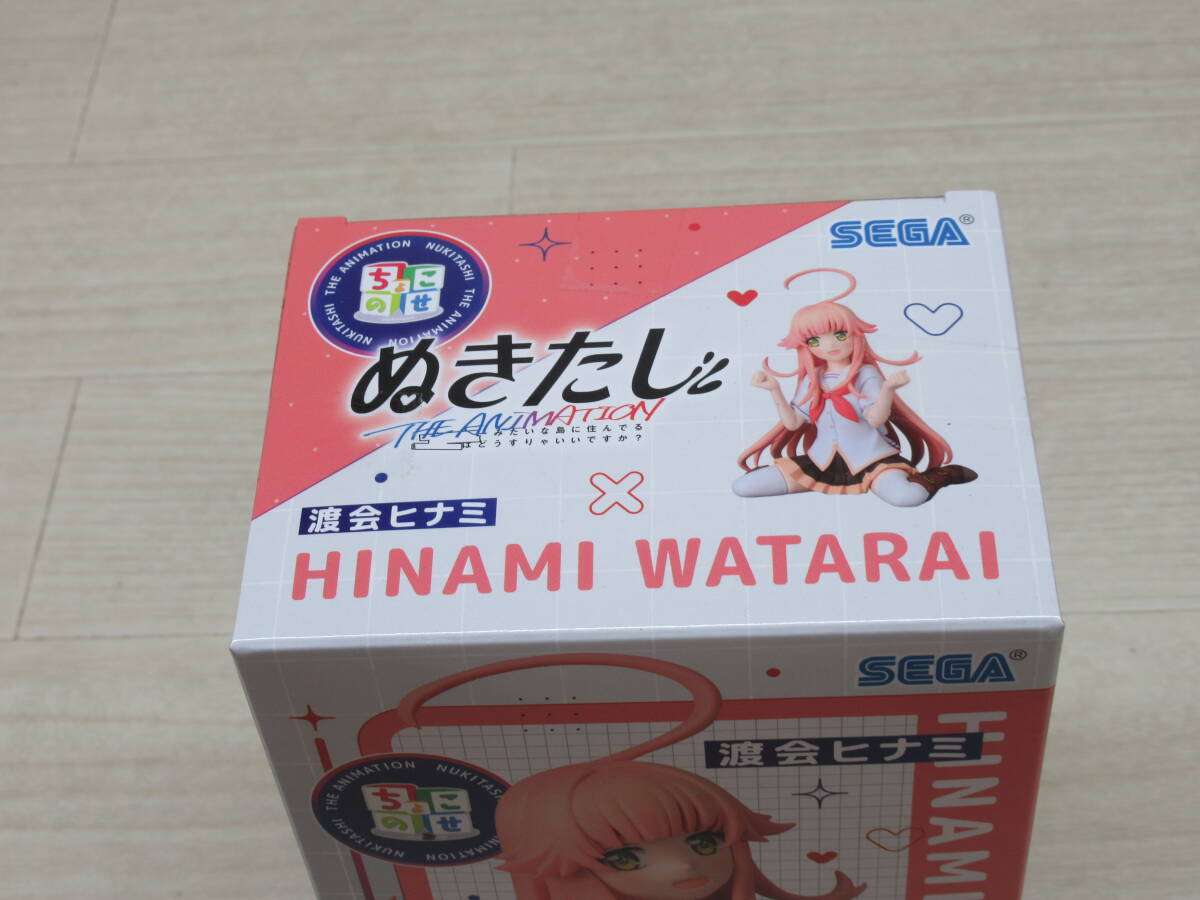 SEGA®
THE ANIMATION NUKITASHI THE ANIMATION NUKITASHI
ちょこ
のせ
ぬきたし
THE ANIMATION
みたいな島に住んでる
はどうすりゃいいですか？
渡会ヒナミ
HINAMI WATARAI
SEGA®
渡会ヒナミ
HINAMI
THE ANIMATION NUKITASHI
NUKITASHI
ちょこ
のせ